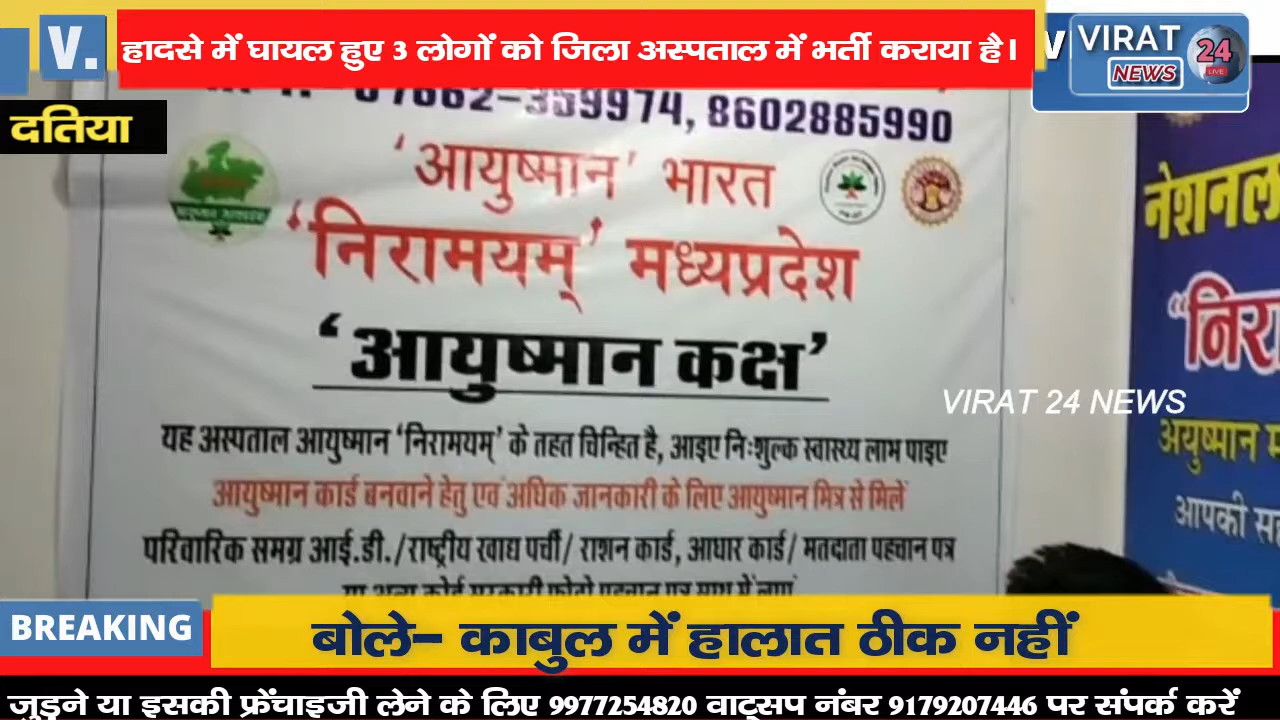 V.
हादसे में घायल हुए 3 लोगों को जिला अस्पताल में भर्ती कराया है।
V
VIRAT
24
NEWS
LIVE
दतिया
8602885990
'आयुष्मान' भारत
'निरामयम्' मध्यप्रदेश
'आयुष्मान कक्ष'
यह अस्पताल आयुष्मान 'निरामयम्' के तहत चिन्हित है, आइए निःशुल्क स्वास्थ्य लाभ पाइए
आयुष्मान कार्ड बनवाने हेतु एवं अधिक जानकारी के लिए आयुष्मान मित्र से मिलें
परिवारिक समग्र आई.डी./राष्ट्रीय खाद्य पर्ची/ राशन कार्ड, आधार कार्ड/ मतदाता पहचान पत्र
नेशनल
"निरा
अयुष्मान
आपकी
VIRAT 24 NEWS
BREAKING
बोले- काबुल में हालात ठीक नहीं
जुड़ने या इसकी फ्रेंचाइजी लेने के लिए 9977254820 वाट्सप नंबर 9179207446 पर संपर्क करें